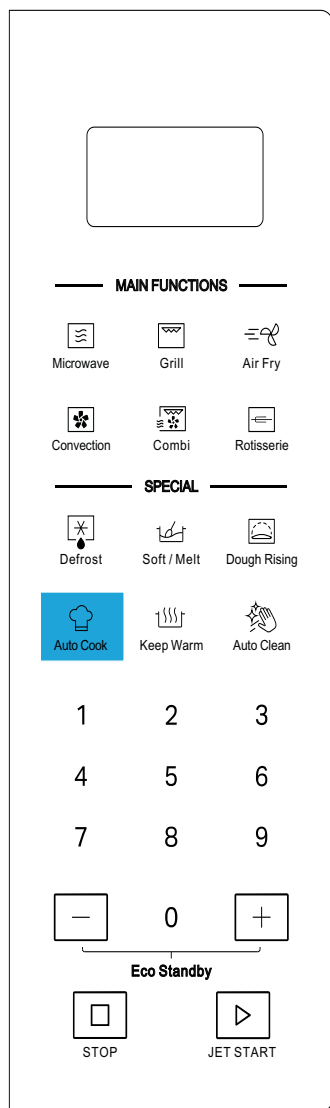 MAIN FUNCTIONS
Microwave Grill Air Fry
Convection Combi Rotisserie
SPECIAL
Defrost Soft / Melt Dough Rising
Auto Cook Keep Warm Auto Clean
1 2 3
4 5 6
7 8 9
− 0 +
Eco Standby
STOP JET START